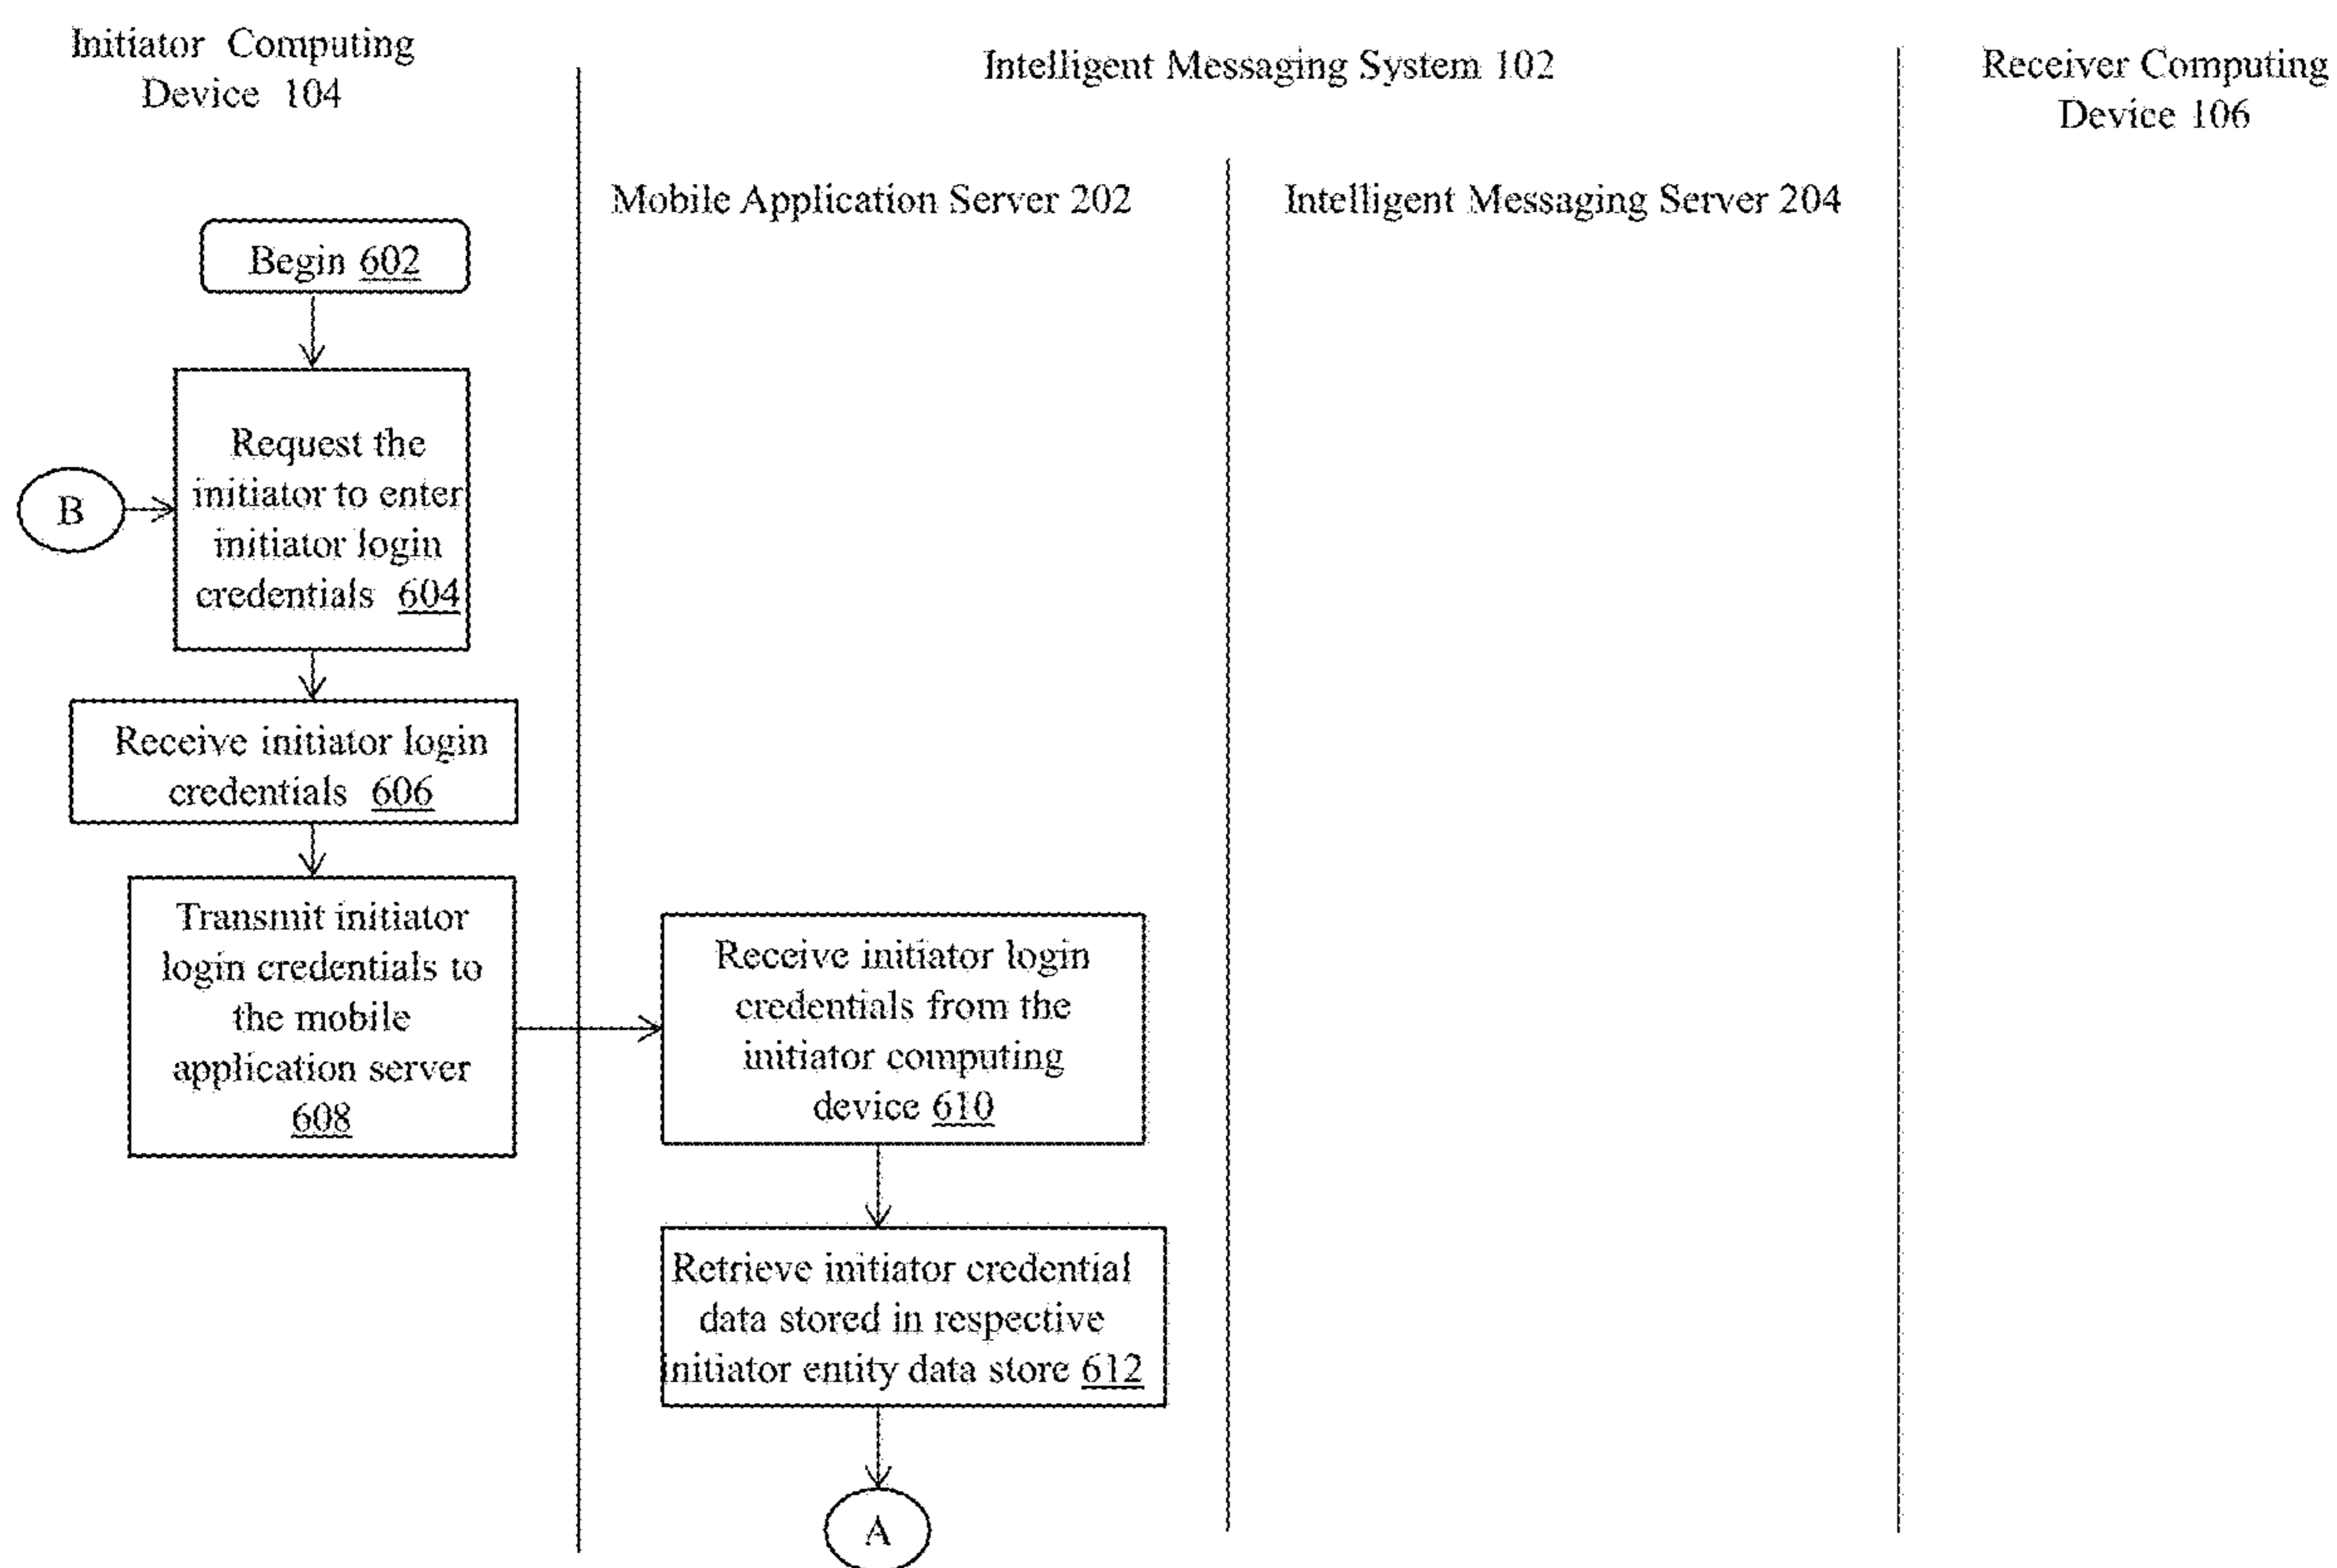 Initiator Computing
Device 104
Intelligent Messaging System 102
Receiver Computing
Device 106
Mobile Application Server 202
Intelligent Messaging Server 204
Begin 602
Request the
initiator to enter
initiator login
credentials 604
B
Receive initiator login
credentials 606
Transmit initiator
login credentials to
the mobile
application server
608
Receive initiator login
credentials from the
initiator computing
device 610
Retrieve initiator credential
data stored in respective
initiator entity data store 612
A